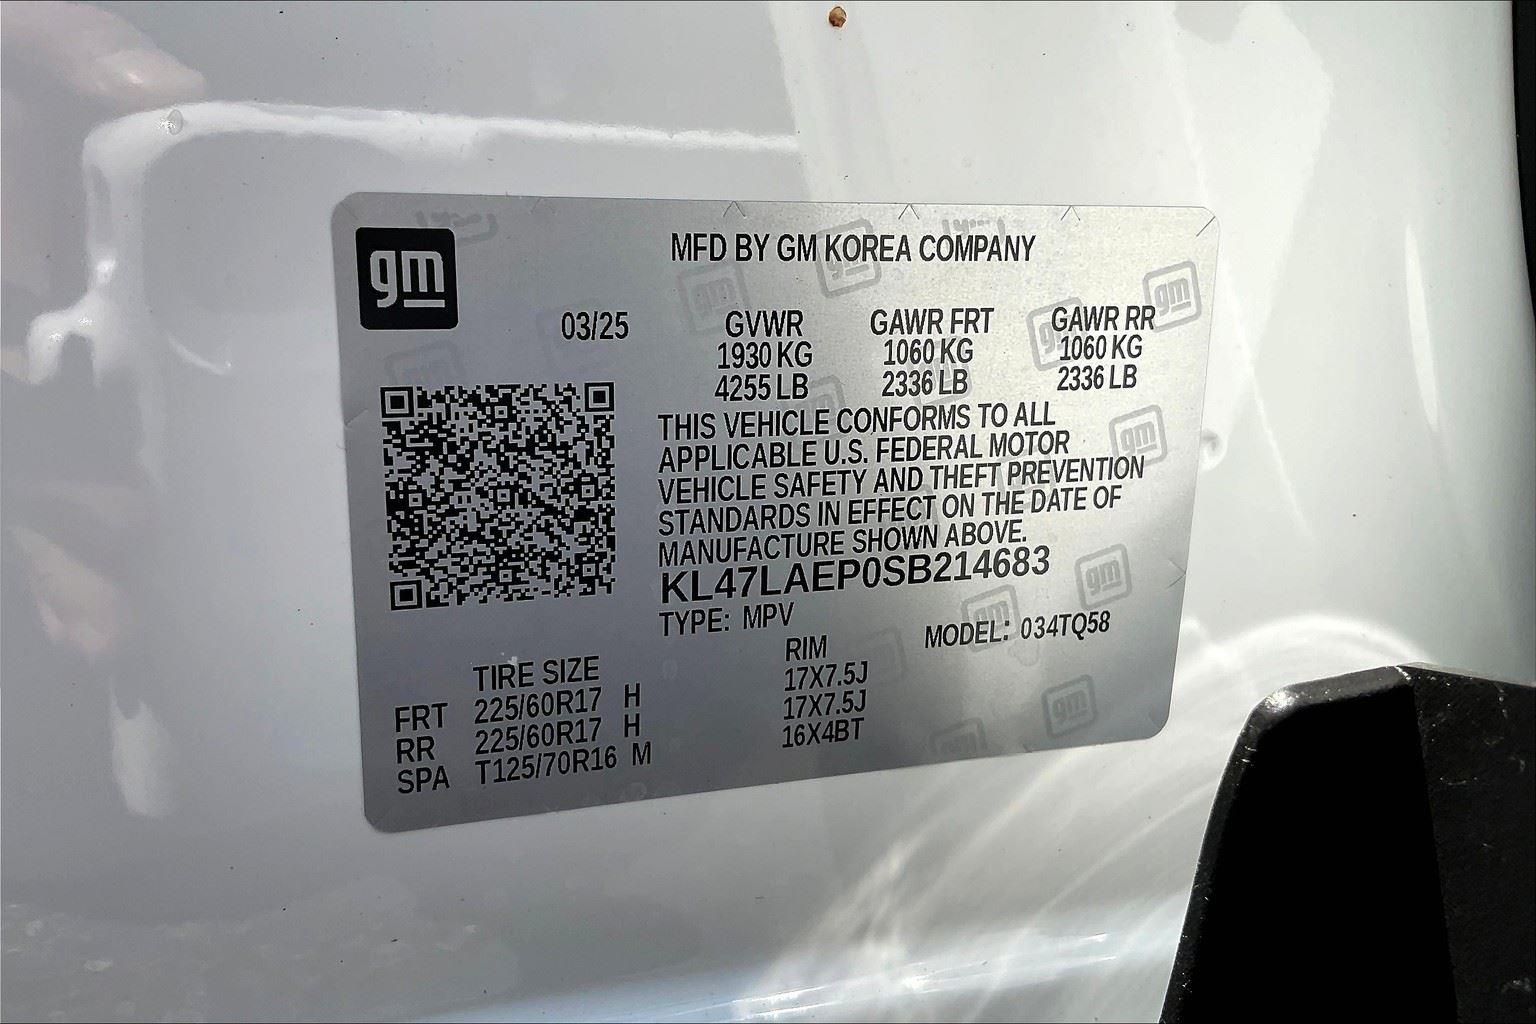 gm
MFD BY GM KOREA COMPANY
03/25 GVWR GAWR FRT GAWR RR
1930 KG 1060 KG 1060 KG
4255 LB 2336 LB 2336 LB
THIS VEHICLE CONFORMS TO ALL
APPLICABLE U.S. FEDERAL MOTOR
VEHICLE SAFETY AND THEFT PREVENTION
STANDARDS IN EFFECT ON THE DATE OF
MANUFACTURE SHOWN ABOVE.
KL47LAEP0SB214683
TYPE: MPV MODEL: 034TQ58
TIRE SIZE RIM
FRT 225/60R17 H 17X7.5J
RR 225/60R17 H 17X7.5J
SPA T125/70R16 M 16X4BT